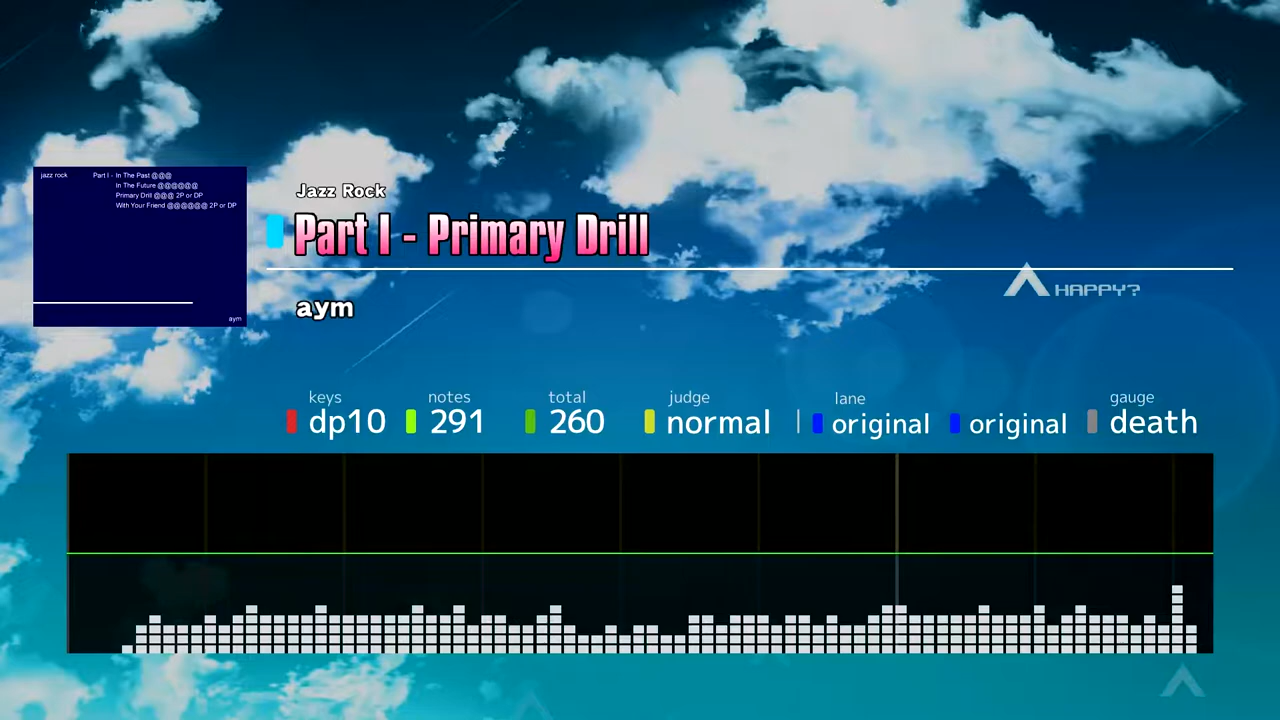 jazz rock Part I - In The Past @@@
In The Future @@@@@@
Primary Drill @@@ 2P or DP
With Your Friend @@@@@@ 2P or DP
aym
Jazz Rock
Part I - Primary Drill
aym
HAPPY?
keys notes total judge lane gauge
dp10 291 260 normal original original death